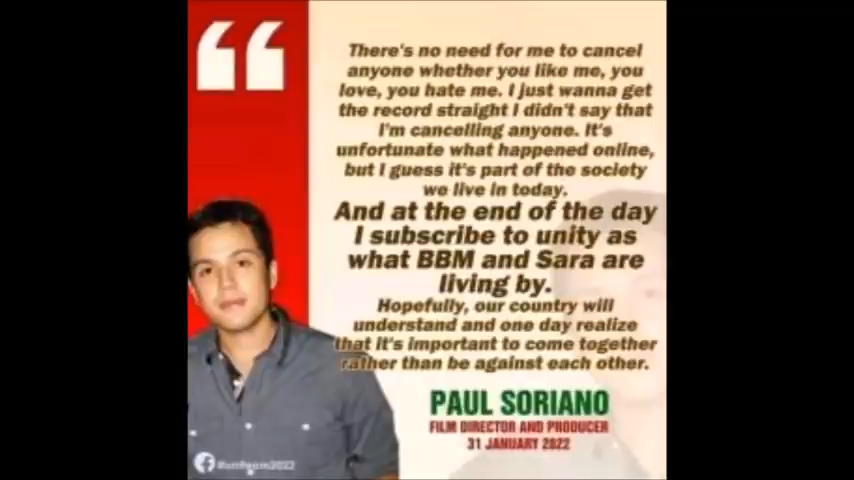 There's no need for me to cancel
anyone whether you like me, you
love, you hate me. I just wanna get
the record straight I didn't say that
I'm cancelling anyone. It's
unfortunate what happened online,
but I guess it's part of the society
we live in today.
And at the end of the day
I subscribe to unity as
what BBM and Sara are
living by.
Hopefully, our country will
understand and one day realize
that it's important to come together
rather than be against each other.
PAUL SORIANO
FILM DIRECTOR AND PRODUCER
31 JANUARY 2022